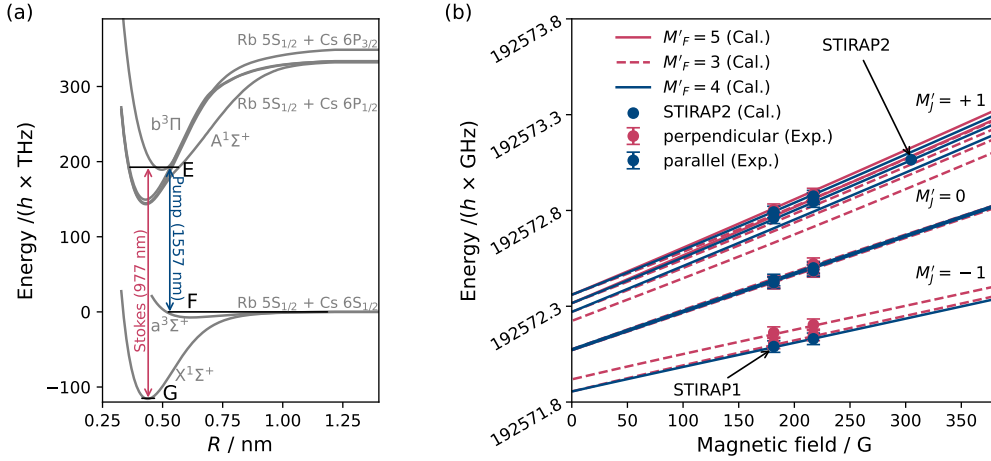 (a)
Energy /(h × THz)
300
200
100
0
−100
0.25
0.50
0.75
1.00
1.25
R / nm
Rb 5S1/2 + Cs 6P3/2
Rb 5S1/2 + Cs 6P1/2
b³Π
A¹Σ⁺
E
Stokes (977 nm)
Pump (1557 nm)
F
Rb 5S1/2 + Cs 6S1/2
a³Σ⁺
X¹Σ⁺
G
(b)
Energy /(h × GHz)
192573.8
192573.3
192572.8
192572.3
192571.8
0
50
100
150
200
250
300
350
Magnetic field / G
M'F = 5 (Cal.)
M'F = 3 (Cal.)
M'F = 4 (Cal.)
STIRAP2 (Cal.)
perpendicular (Exp.)
parallel (Exp.)
STIRAP2
M'J = +1
M'J = 0
M'J = −1
STIRAP1